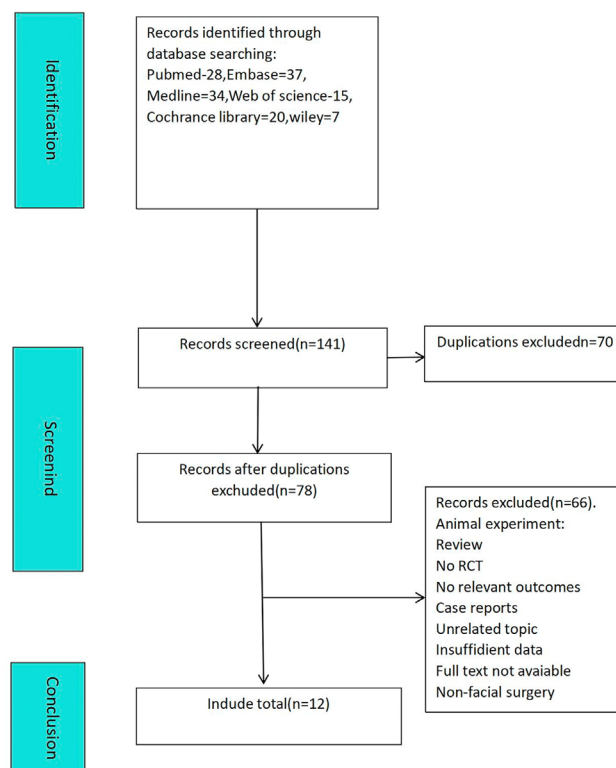 Identification
Records identified through
database searching:
Pubmed-28,Embase=37,
Medline=34,Web of science-15,
Cochrance library=20,wiley=7
Screenind
Records screened(n=141)
Duplications excludedn=70
Records after duplications
exchuded(n=78)
Records excluded(n=66).
Animal experiment:
Review
No RCT
No relevant outcomes
Case reports
Unrelated topic
Insuffidient data
Full text not avaiable
Non-facial surgery
Conclusion
Indude total(n=12)